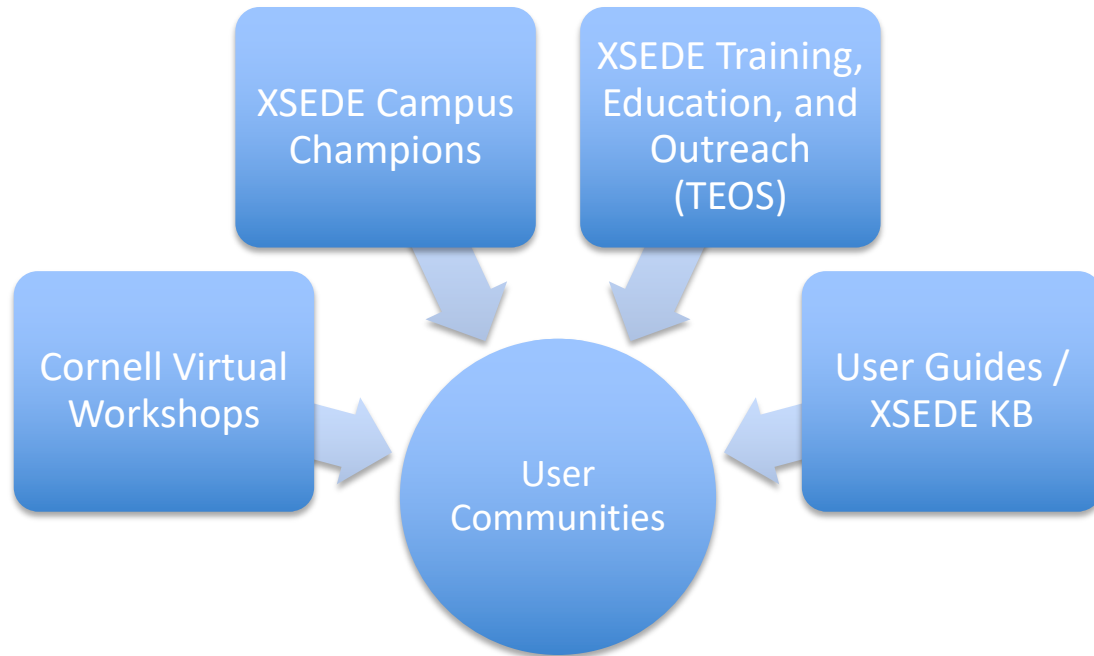 XSEDE Campus
Champions
XSEDE Training,
Education, and
Outreach
(TEOS)
Cornell Virtual
Workshops
User Guides /
XSEDE KB
User
Communities